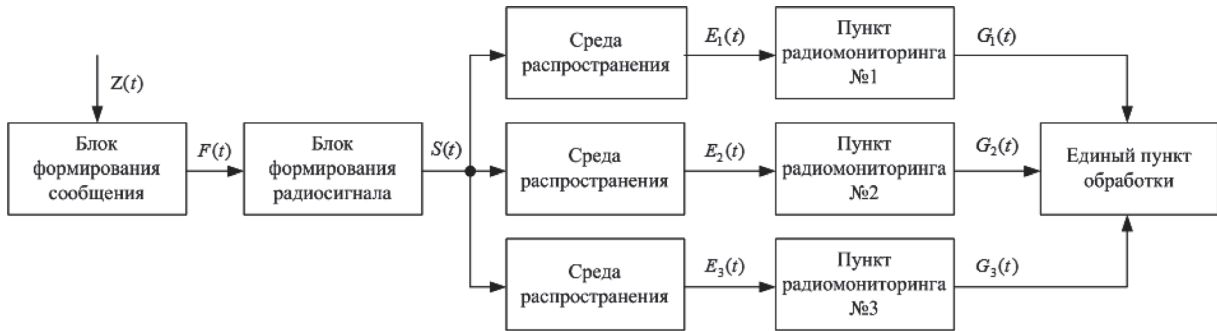 Z(t)
Блок
формирования
сообщения
F(t)
Блок
формирования
радиосигнала
S(t)
Среда
распространения
E₁(t)
Пункт
радиомониторинга
№1
G₁(t)
Среда
распространения
E₂(t)
Пункт
радиомониторинга
№2
G₂(t)
Среда
распространения
E₃(t)
Пункт
радиомониторинга
№3
G₃(t)
Единый пункт
обработки